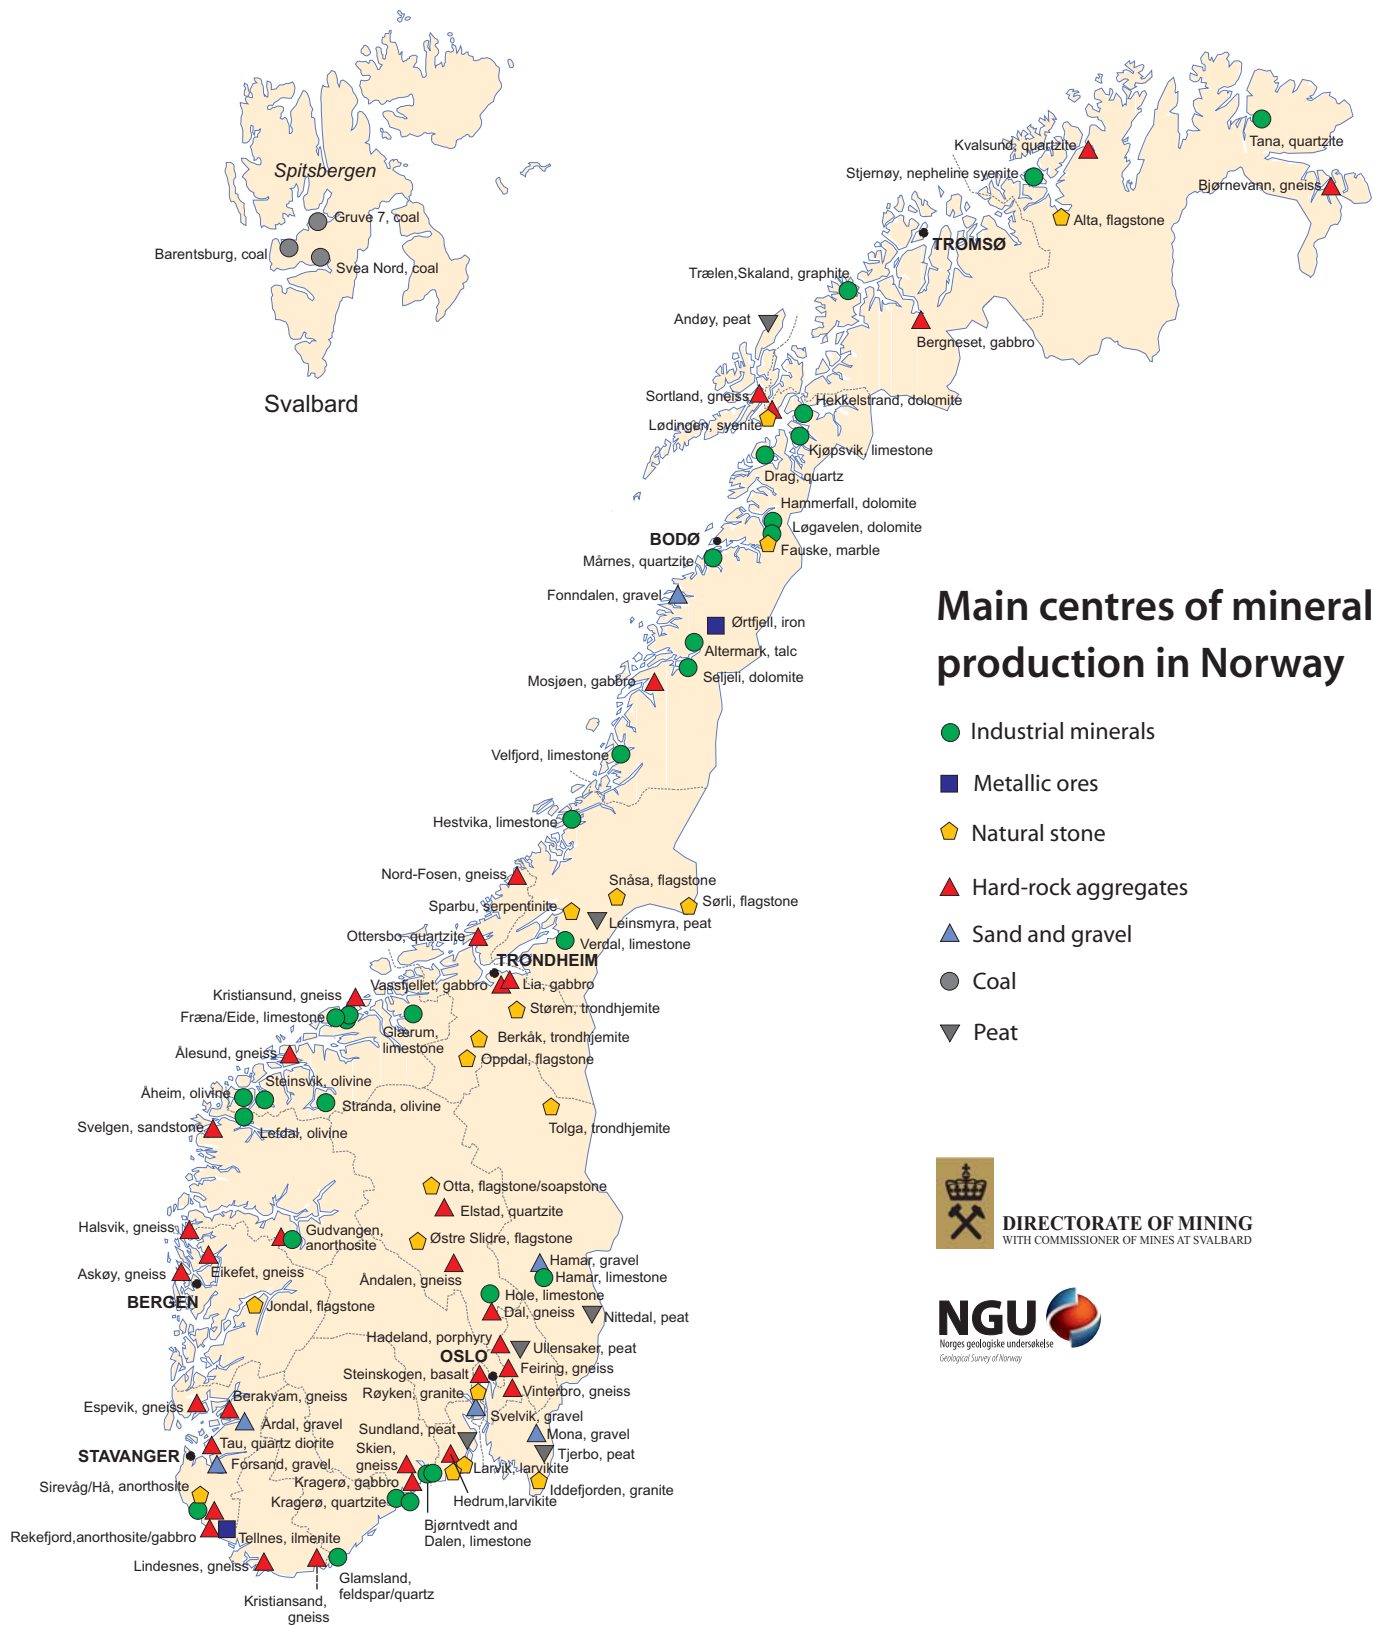 Kvalsund, quartzite
Tana, quartzite
Stjernøy, nepheline syenite
Bjørnevann, gneiss
Spitsbergen
Gruve 7, coal
Alta, flagstone
TROMSØ
Barentsburg, coal
Svea Nord, coal
Trælen,Skaland, graphite
Andøy, peat
Bergneset, gabbro
Svalbard
Sortland, gneiss
Hekkelstrand, dolomite
Lødingen, syenite
Kjøpsvik, limestone
Drag, quartz
Hammerfall, dolomite
Løgavelen, dolomite
BODØ
Fauske, marble
Mårnes, quartzite
Fonndalen, gravel
Ørtfjell, iron
Altermark, talc
Seljeli, dolomite
Mosjøen, gabbro
Velfjord, limestone
Hestvika, limestone
Main centres of mineral
production in Norway
Industrial minerals
Metallic ores
Natural stone
Hard-rock aggregates
Sand and gravel
Coal
Peat
Nord-Fosen, gneiss
Snåsa, flagstone
Sørli, flagstone
Sparbu, serpentinite
Leinsmyra, peat
Ottersbo, quartzite
Verdal, limestone
TRONDHEIM
Vassfjellet, gabbro
Lia, gabbro
Kristiansund, gneiss
Støren, trondhjemite
Fræna/Eide, limestone
Glærum,
limestone
Berkåk, trondhjemite
Ålesund, gneiss
Oppdal, flagstone
Steinsvik, olivine
Åheim, olivine
Stranda, olivine
Svelgen, sandstone
Lefdal, olivine
Tolga, trondhjemite
Otta, flagstone/soapstone
Elstad, quartzite
Halsvik, gneiss
Gudvangen,
anorthosite
Østre Slidre, flagstone
Askøy, gneiss
Eikefet, gneiss
Åndalen, gneiss
Hamar, gravel
Hamar, limestone
BERGEN
Jondal, flagstone
Hole, limestone
Dal, gneiss
Nittedal, peat
Hadeland, porphyry
Ullensaker, peat
OSLO
Steinskogen, basalt
Feiring, gneiss
Røyken, granite
Vinterbro, gneiss
Berakvam, gneiss
Espevik, gneiss
Årdal, gravel
Svelvik, gravel
Sundland, peat
Mona, gravel
Tau, quartz diorite
STAVANGER
Skien,
gneiss
Tjerbo, peat
Forsand, gravel
Larvik, larvikite
Sirevåg/Hå, anorthosite
Kragerø, gabbro
Iddefjorden, granite
Kragerø, quartzite
Hedrum,larvikite
Bjørntvedt and
Dalen, limestone
Rekefjord,anorthosite/gabbro
Tellnes, ilmenite
Lindesnes, gneiss
Glamsland,
feldspar/quartz
Kristiansand,
gneiss
DIRECTORATE OF MINING
WITH COMMISSIONER OF MINES AT SVALBARD
NGU
Norges geologiske undersøkelse
Geological Survey of Norway